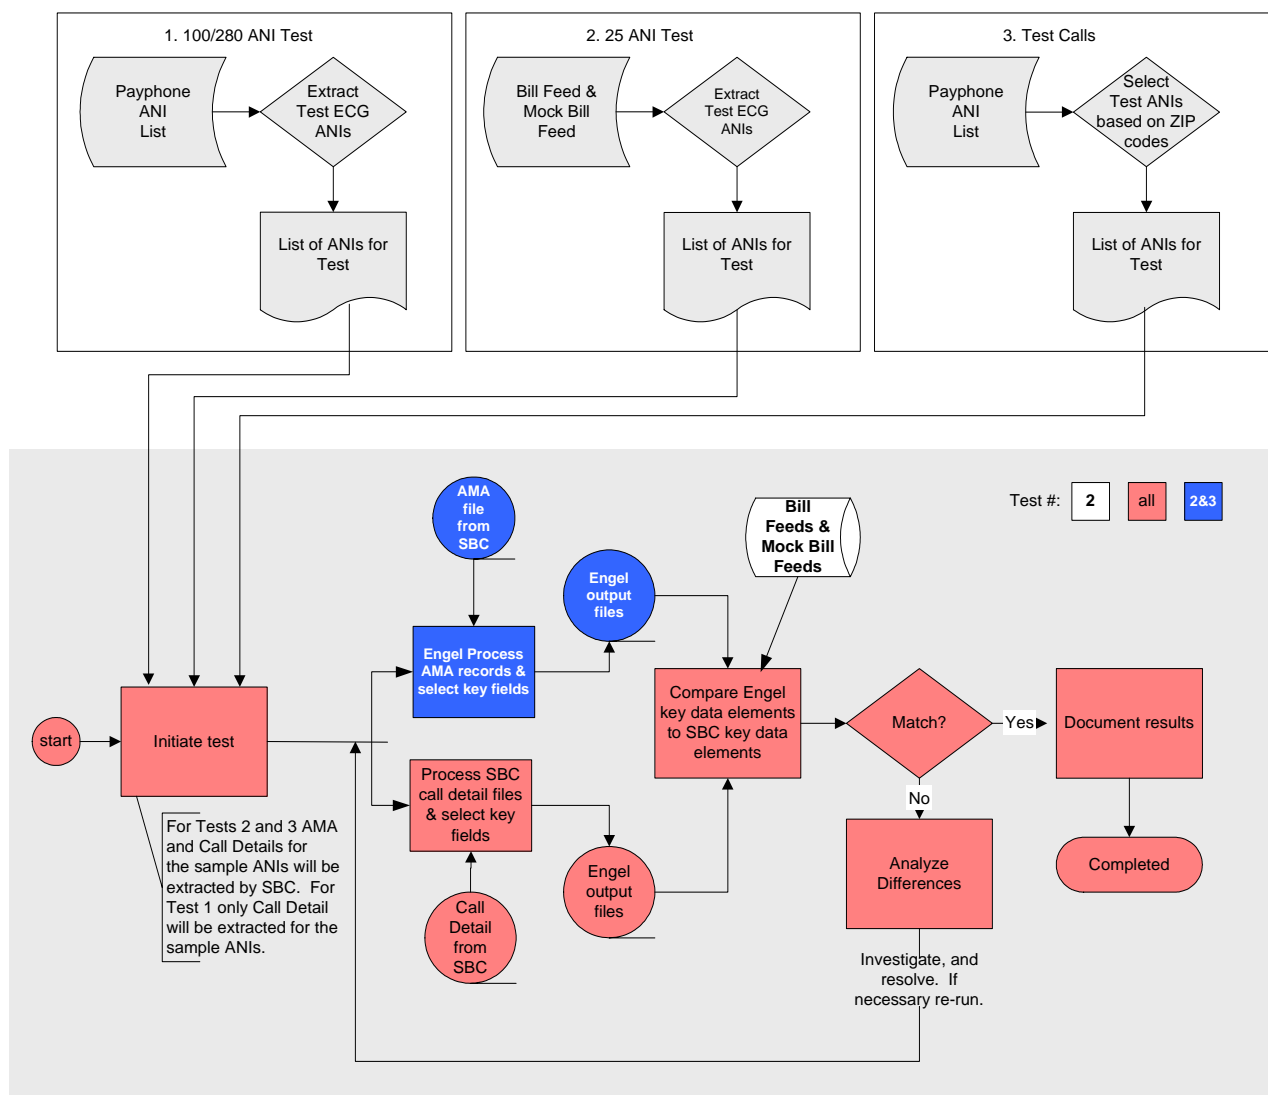 1. 100/280 ANI Test
Payphone
ANI
List
Extract
Test ECG
ANIs
List of ANIs for
Test
2. 25 ANI Test
Bill Feed &
Mock Bill
Feed
Extract
Test ECG
ANIs
List of ANIs for
Test
3. Test Calls
Payphone
ANI
List
Select
Test ANIs
based on ZIP
codes
List of ANIs for
Test
Test #:
2
all
2&3
AMA
file
from
SBC
Bill
Feeds &
Mock Bill
Feeds
Engel
output
files
Engel Process
AMA records &
select key fields
start
Initiate test
Compare Engel
key data elements
to SBC key data
elements
Match?
Yes
Document results
Process SBC
call detail files
& select key
fields
No
For Tests 2 and 3 AMA
and Call Details for
the sample ANIs will be
extracted by SBC.  For
Test 1 only Call Detail
will be extracted for the
sample ANIs.
Engel
output
files
Analyze
Differences
Completed
Call
Detail
from
SBC
Investigate, and
resolve.  If
necessary re-run.